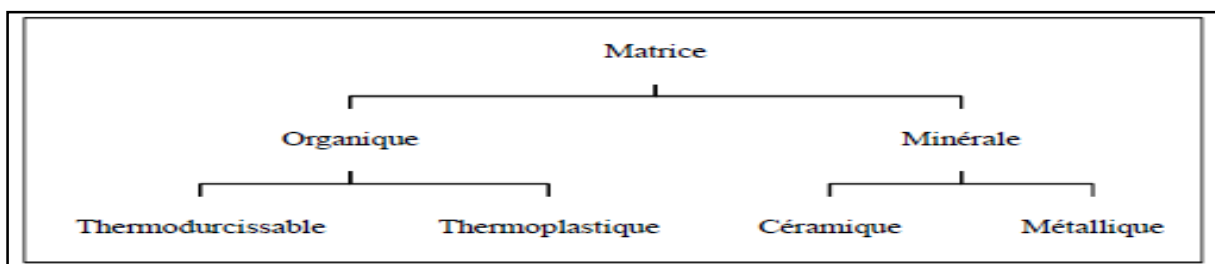 Matrice
Organique Minérale
Thermodurcissable Thermoplastique Céramique Métallique